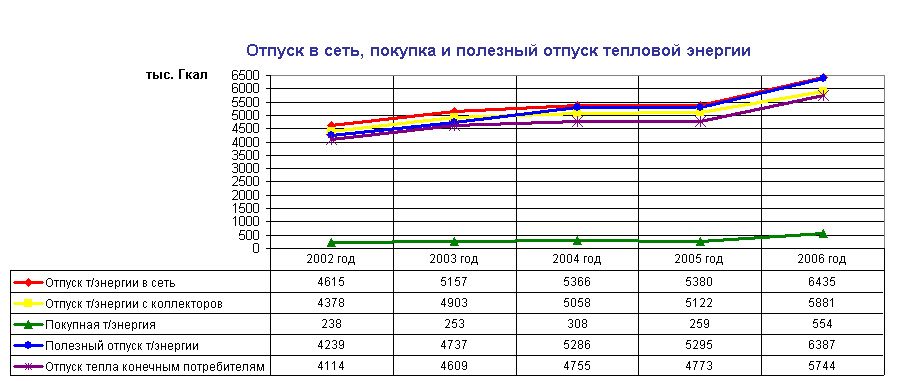 Отпуск в сеть, покупка и полезный отпуск тепловой энергии
тыс. Гкал
6500
6000
5500
5000
4500
4000
3500
3000
2500
2000
1500
1000
500
0
2002 год 2003 год 2004 год 2005 год 2006 год
Отпуск т/энергии в сеть 4615 5157 5366 5380 6435
Отпуск т/энергии с коллекторов 4378 4903 5058 5122 5881
Покупная т/энергия 238 253 308 259 554
Полезный отпуск т/энергии 4239 4737 5286 5295 6387
Отпуск тепла конечным потребителям 4114 4609 4755 4773 5744